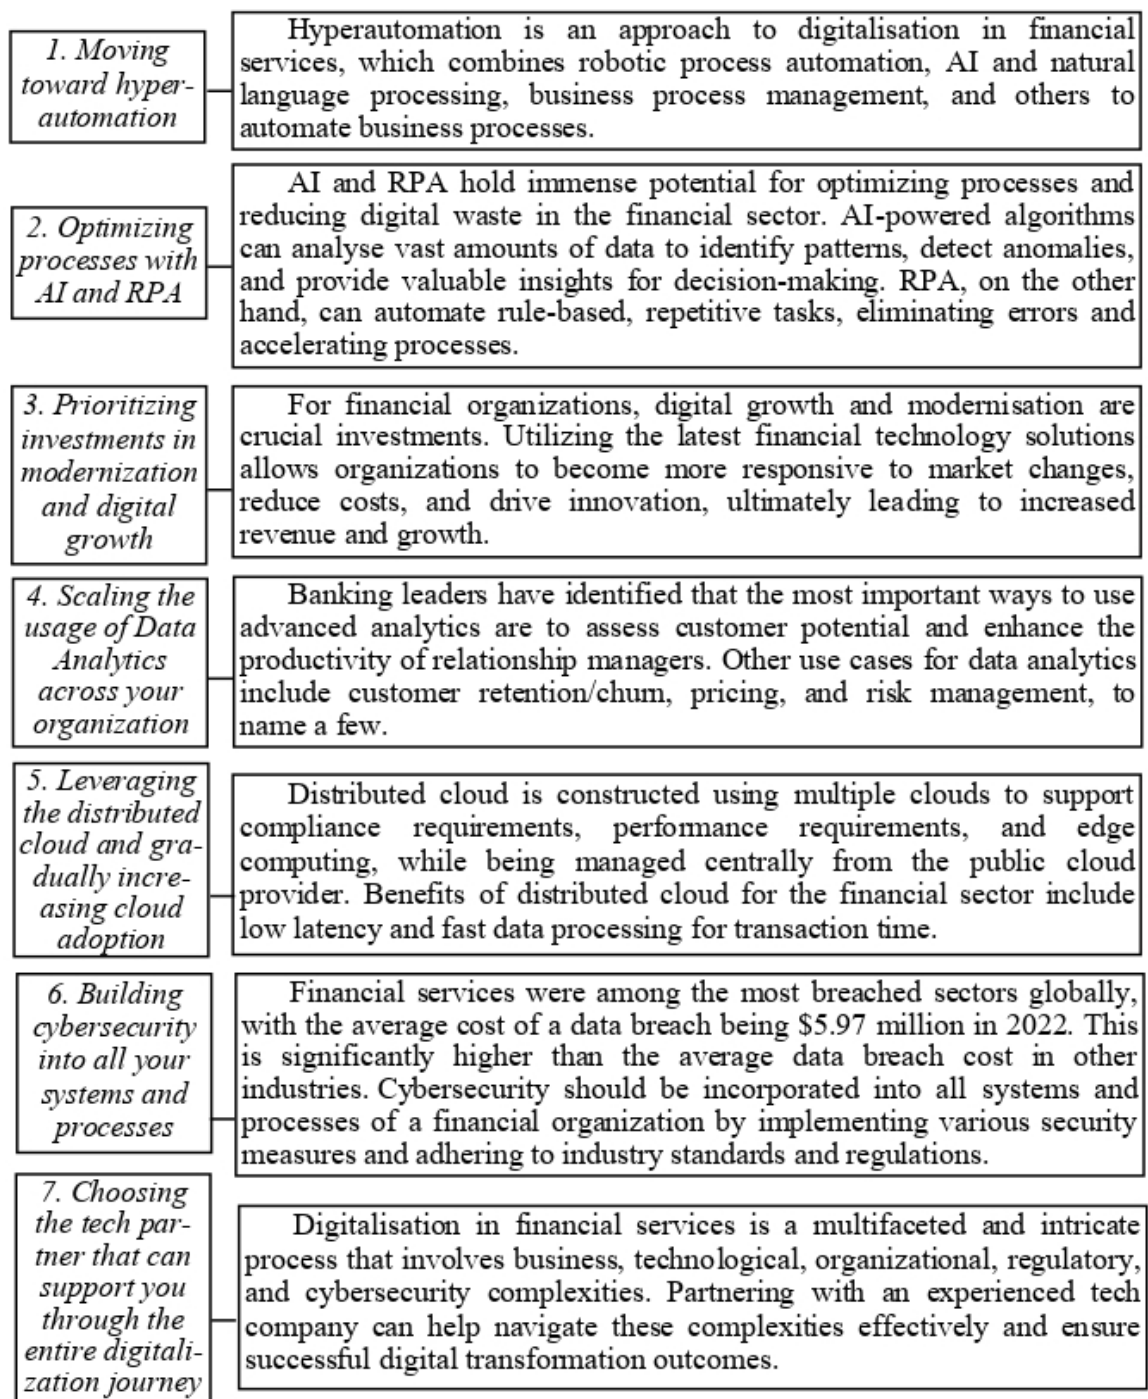 1. Moving
toward hyper-
automation
Hyperautomation is an approach to digitalisation in financial
services, which combines robotic process automation, AI and natural
language processing, business process management, and others to
automate business processes.
2. Optimizing
processes with
AI and RPA
AI and RPA hold immense potential for optimizing processes and
reducing digital waste in the financial sector. AI-powered algorithms
can analyse vast amounts of data to identify patterns, detect anomalies,
and provide valuable insights for decision-making. RPA, on the other
hand, can automate rule-based, repetitive tasks, eliminating errors and
accelerating processes.
3. Prioritizing
investments in
modernization
and digital
growth
For financial organizations, digital growth and modernisation are
crucial investments. Utilizing the latest financial technology solutions
allows organizations to become more responsive to market changes,
reduce costs, and drive innovation, ultimately leading to increased
revenue and growth.
4. Scaling the
usage of Data
Analytics
across your
organization
Banking leaders have identified that the most important ways to use
advanced analytics are to assess customer potential and enhance the
productivity of relationship managers. Other use cases for data analytics
include customer retention/churn, pricing, and risk management, to
name a few.
5. Leveraging
the distributed
cloud and gra-
dually incre-
asing cloud
adoption
Distributed cloud is constructed using multiple clouds to support
compliance requirements, performance requirements, and edge
computing, while being managed centrally from the public cloud
provider. Benefits of distributed cloud for the financial sector include
low latency and fast data processing for transaction time.
6. Building
cybersecurity
into all your
systems and
processes
Financial services were among the most breached sectors globally,
with the average cost of a data breach being $5.97 million in 2022. This
is significantly higher than the average data breach cost in other
industries. Cybersecurity should be incorporated into all systems and
processes of a financial organization by implementing various security
measures and adhering to industry standards and regulations.
7. Choosing
the tech par-
tner that can
support you
through the
entire digitali-
zation journey
Digitalisation in financial services is a multifaceted and intricate
process that involves business, technological, organizational, regulatory,
and cybersecurity complexities. Partnering with an experienced tech
company can help navigate these complexities effectively and ensure
successful digital transformation outcomes.